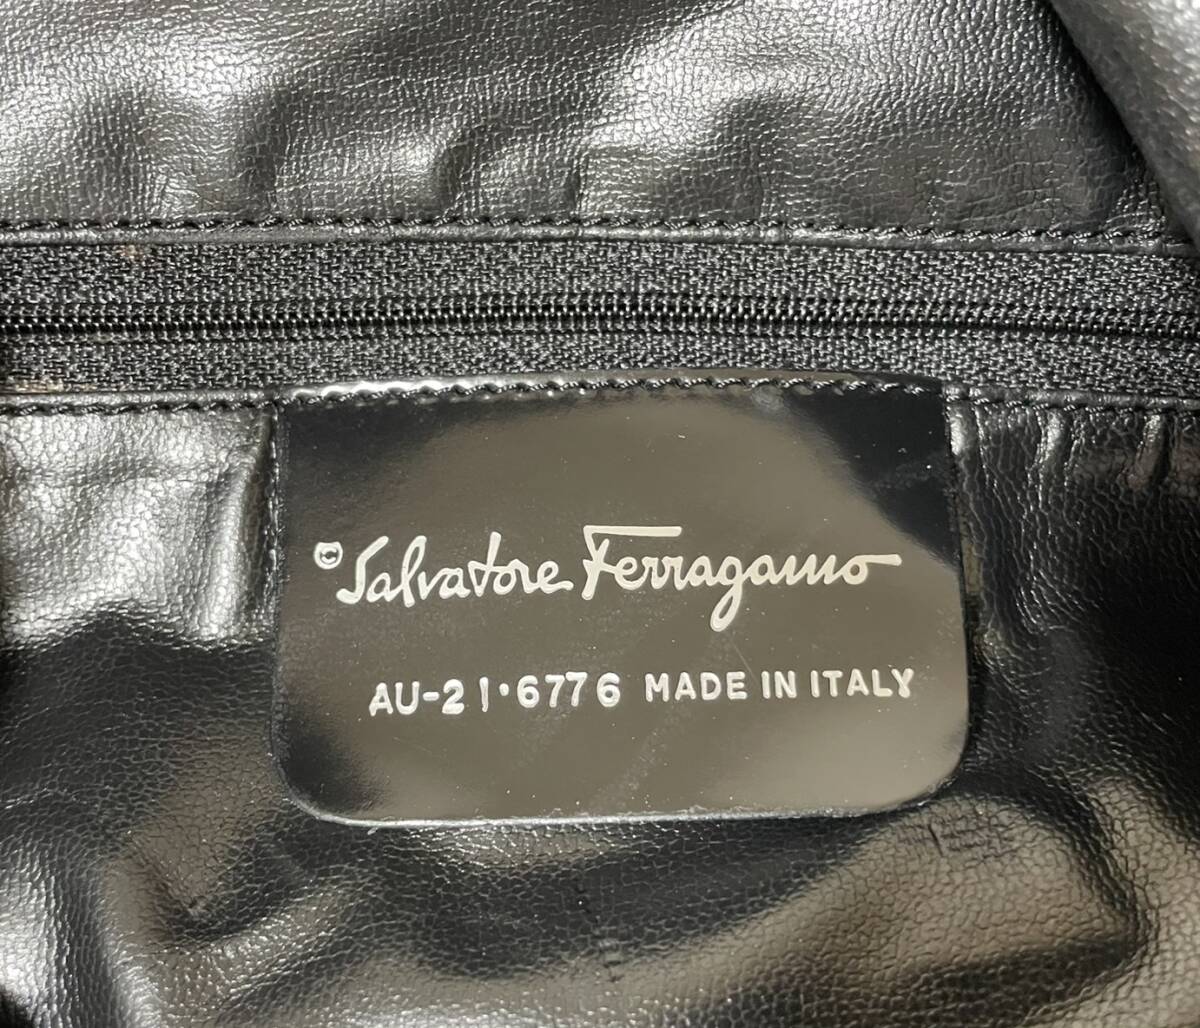 © Salvatore Ferragamo
AU-21·6776 MADE IN ITALY